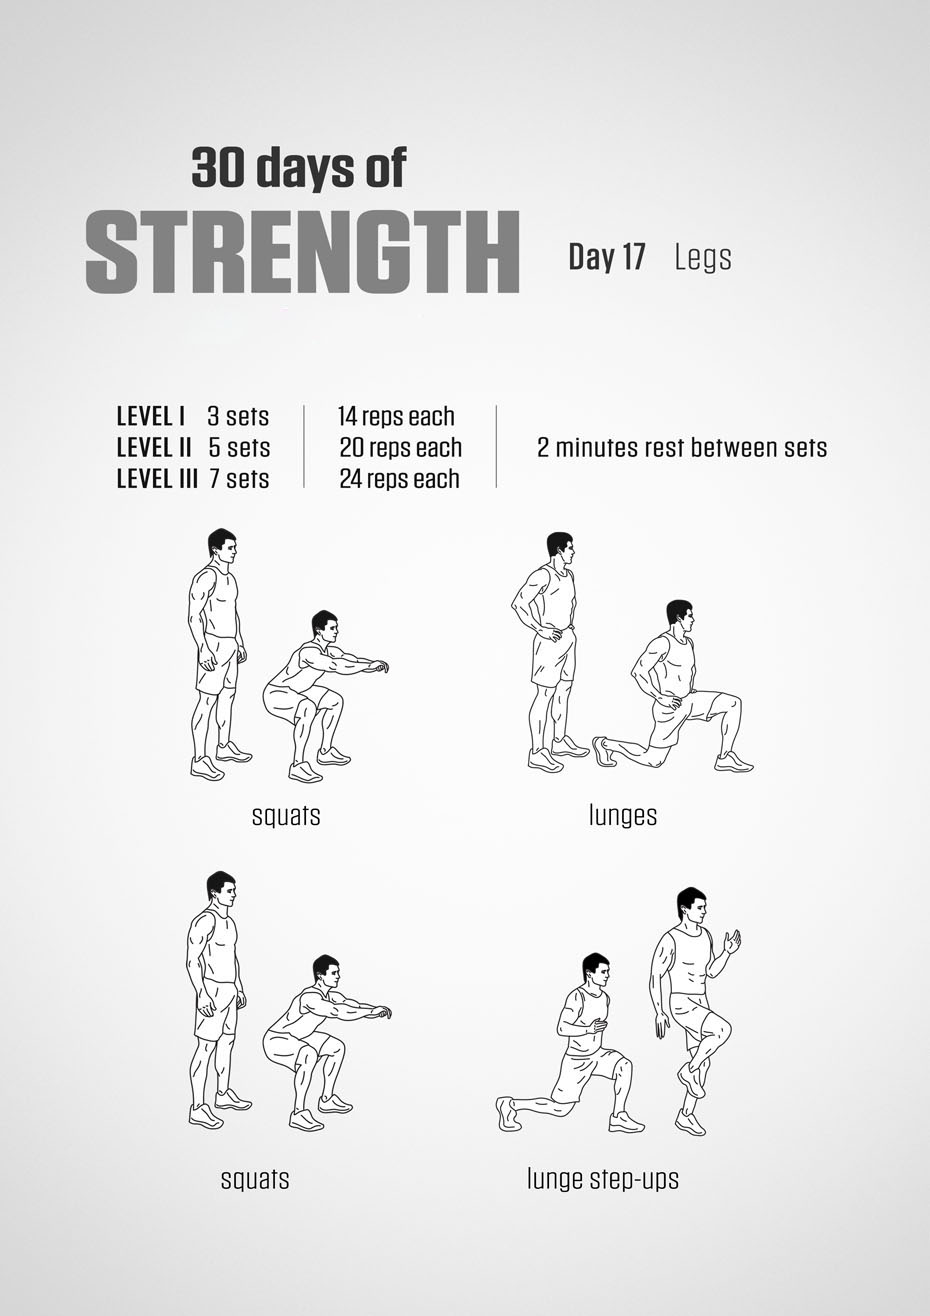 30 days of
STRENGTH
Day 17 Legs
LEVEL I 3 sets 14 reps each
LEVEL II 5 sets 20 reps each 2 minutes rest between sets
LEVEL III 7 sets 24 reps each
squats lunges
squats lunge step-ups